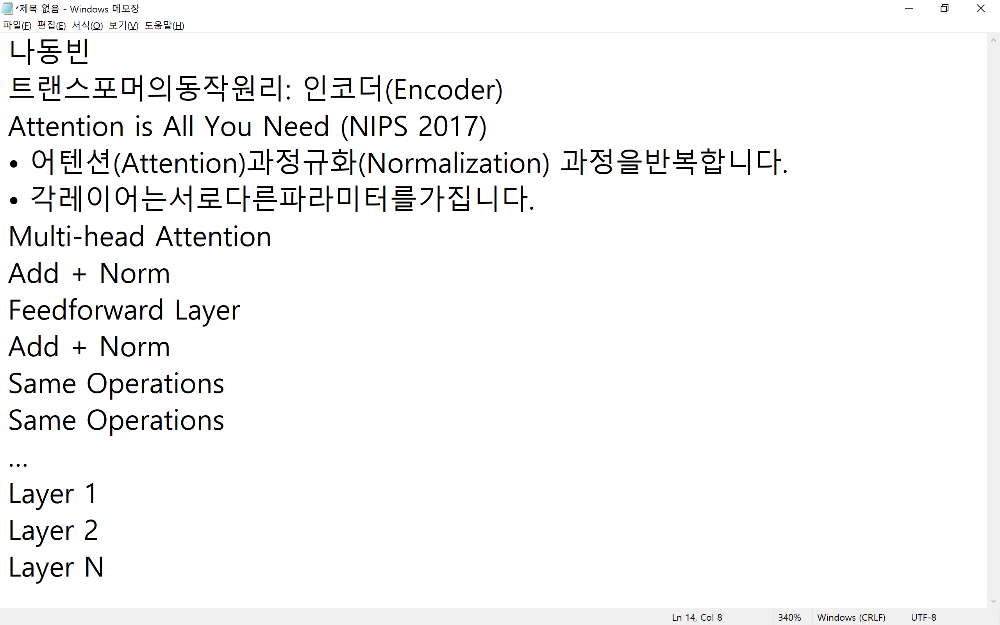 *제목 없음 - Windows 메모장
파일(F) 편집(E) 서식(O) 보기(V) 도움말(H)
나동빈
트랜스포머의동작원리: 인코더(Encoder)
Attention is All You Need (NIPS 2017)
• 어텐션(Attention)과정규화(Normalization) 과정을반복합니다.
• 각레이어는서로다른파라미터를가집니다.
Multi-head Attention
Add + Norm
Feedforward Layer
Add + Norm
Same Operations
Same Operations
…
Layer 1
Layer 2
Layer N
Ln 14, Col 8 340% Windows (CRLF) UTF-8